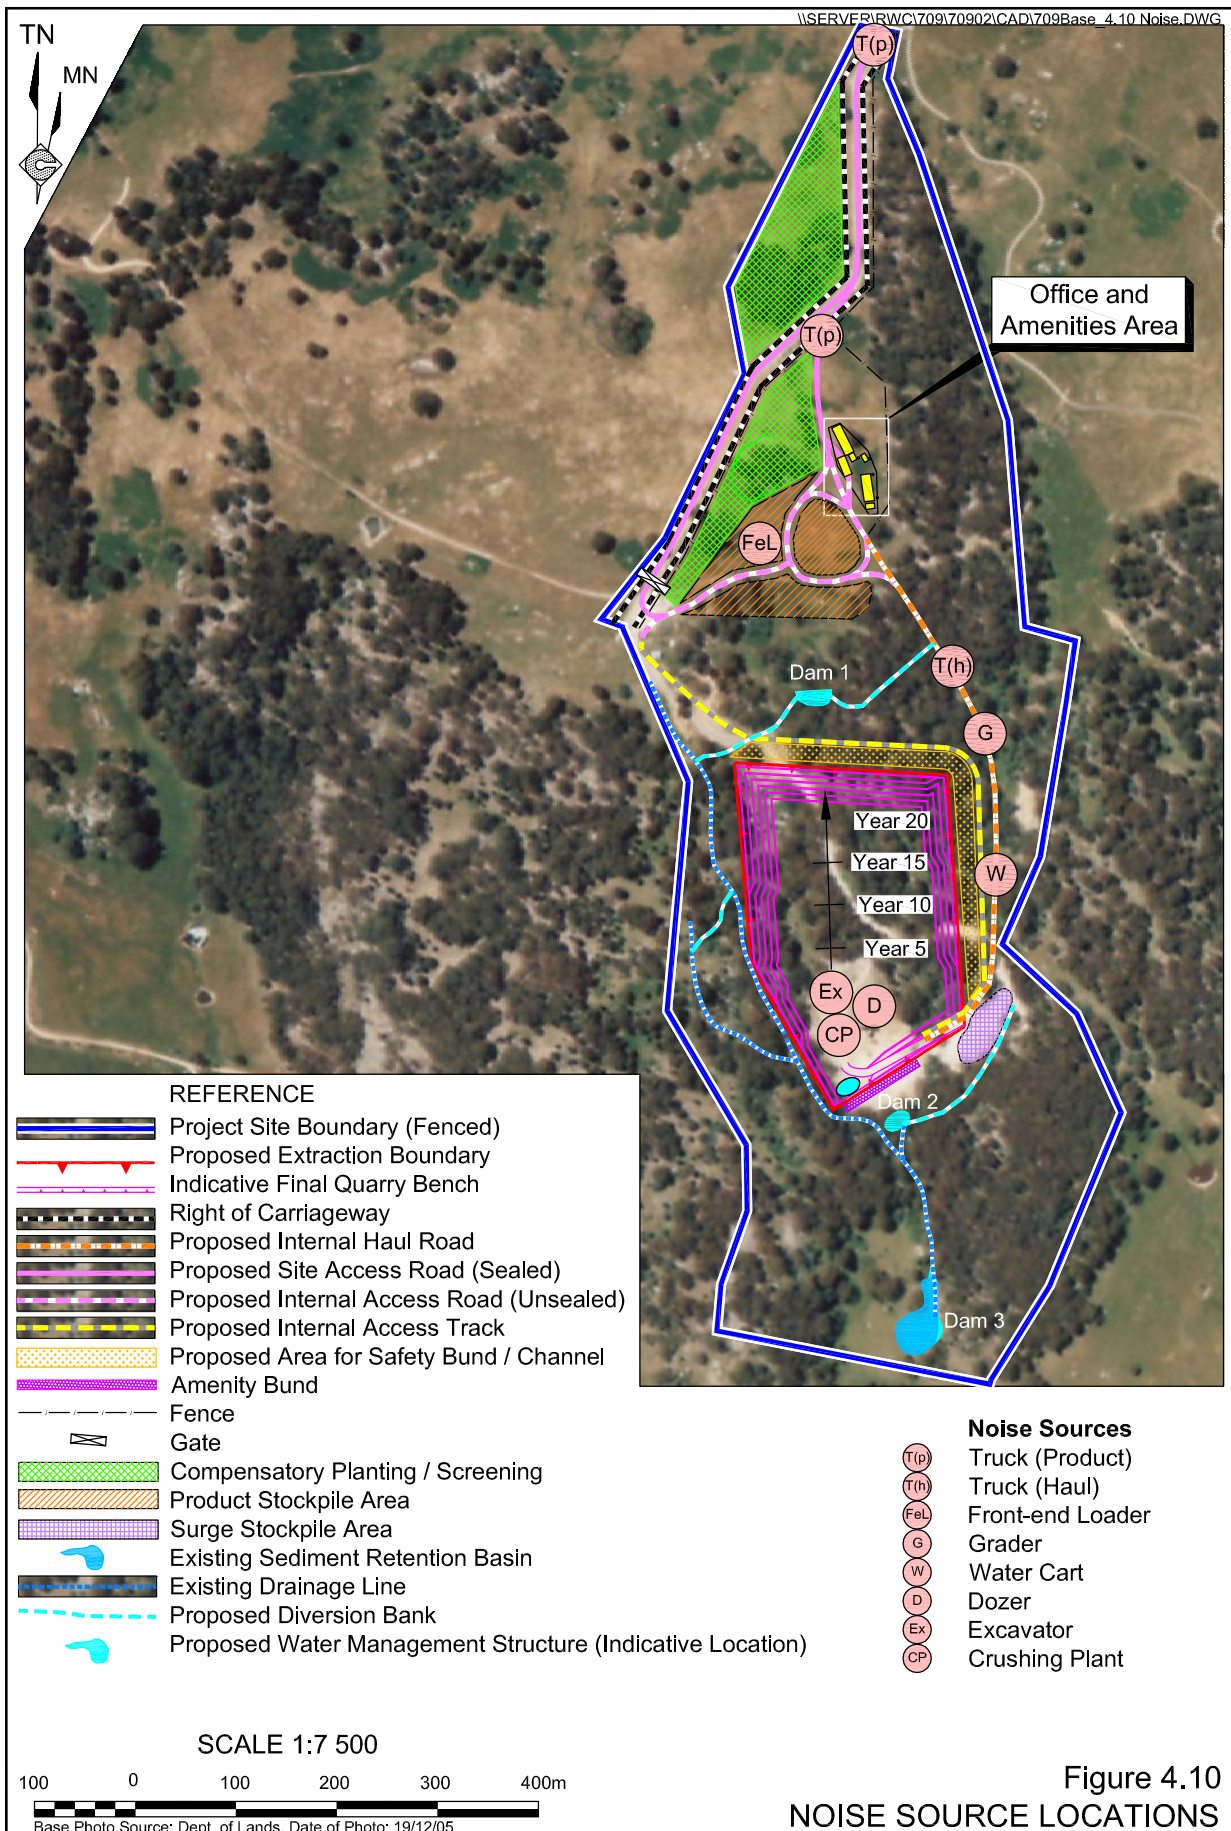 \\SERVER\RWC\709\70902\CAD\709Base_4.10 Noise.DWG
TN
MN
T(p)
Office and
Amenities Area
T(p)
FeL
T(h)
Dam 1
G
Year 20
Year 15
W
Year 10
Year 5
Ex
D
CP
Dam 2
Dam 3
REFERENCE
Project Site Boundary (Fenced)
Proposed Extraction Boundary
Indicative Final Quarry Bench
Right of Carriageway
Proposed Internal Haul Road
Proposed Site Access Road (Sealed)
Proposed Internal Access Road (Unsealed)
Proposed Internal Access Track
Proposed Area for Safety Bund / Channel
Amenity Bund
Fence
Gate
Compensatory Planting / Screening
Product Stockpile Area
Surge Stockpile Area
Existing Sediment Retention Basin
Existing Drainage Line
Proposed Diversion Bank
Proposed Water Management Structure (Indicative Location)
Noise Sources
T(p) Truck (Product)
T(h) Truck (Haul)
FeL Front-end Loader
G Grader
W Water Cart
D Dozer
Ex Excavator
CP Crushing Plant
SCALE 1:7 500
100 0 100 200 300 400m
Base Photo Source: Dept. of Lands, Date of Photo: 19/12/05
Figure 4.10
NOISE SOURCE LOCATIONS